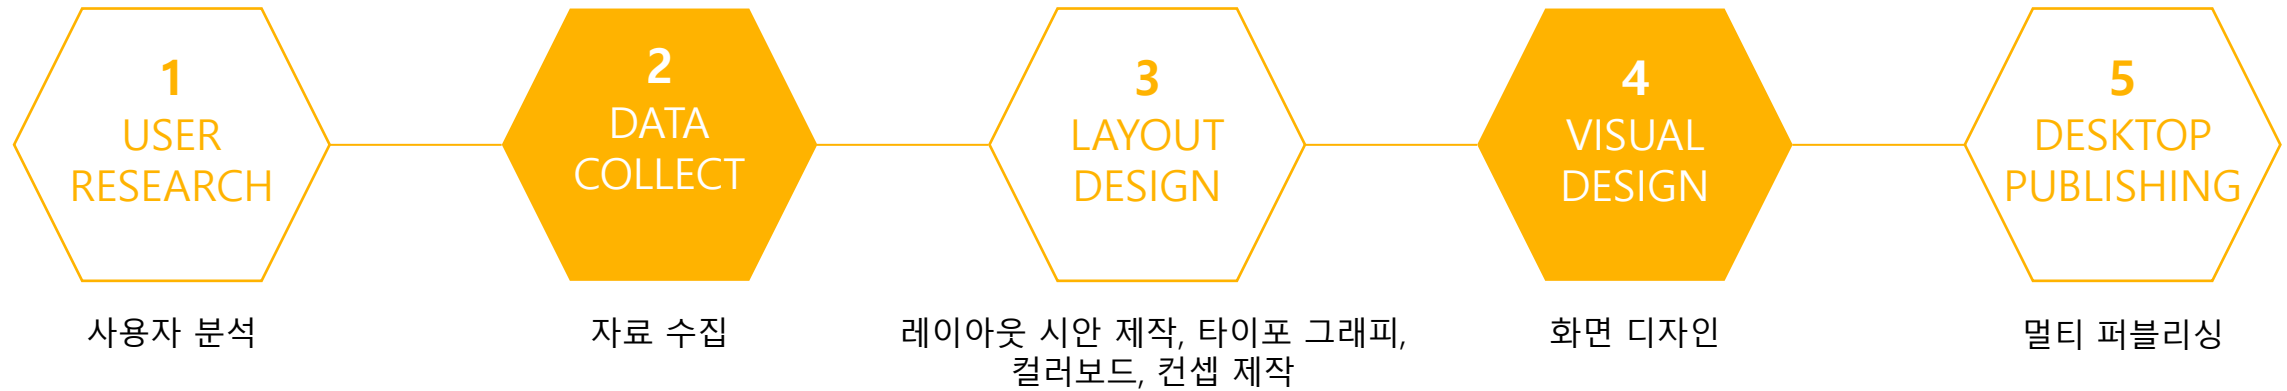 1
USER
RESEARCH
사용자 분석
2
DATA
COLLECT
자료 수집
3
LAYOUT
DESIGN
레이아웃 시안 제작, 타이포 그래피,
컬러보드, 컨셉 제작
4
VISUAL
DESIGN
화면 디자인
5
DESKTOP
PUBLISHING
멀티 퍼블리싱